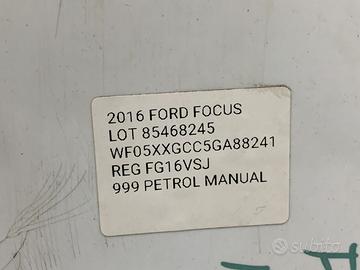 2016 FORD FOCUS
LOT 85468245
WF05XXGCC5GA88241
REG FG16VSJ
999 PETROL MANUAL
subito